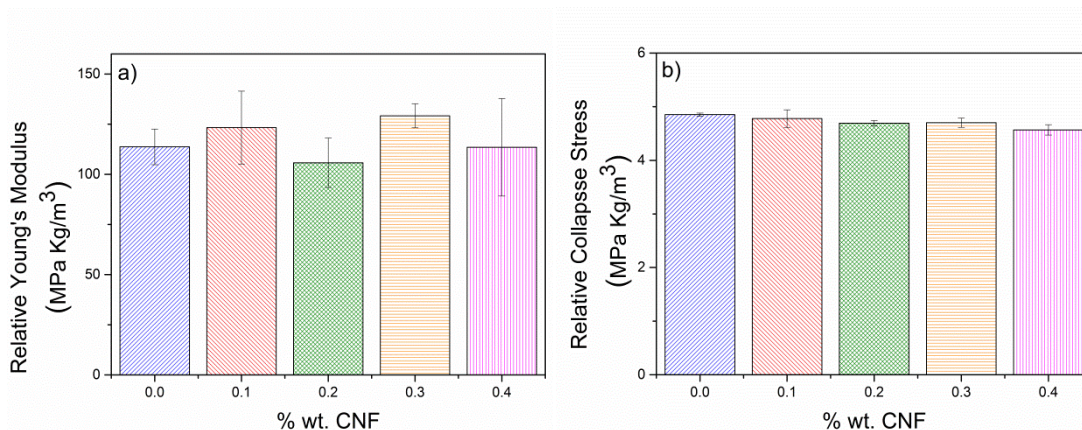 a)
Relative Young's Modulus
(MPa Kg/m³)
150
100
50
0
0.0 0.1 0.2 0.3 0.4
% wt. CNF
b)
Relative Collapsse Stress
(MPa Kg/m³)
6
4
2
0
0.0 0.1 0.2 0.3 0.4
% wt. CNF